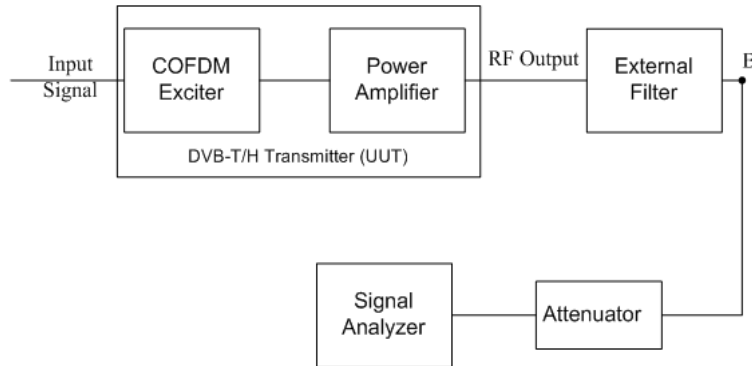 Input
Signal
COFDM
Exciter
Power
Amplifier
DVB-T/H Transmitter (UUT)
RF Output
External
Filter
B
Signal
Analyzer
Attenuator